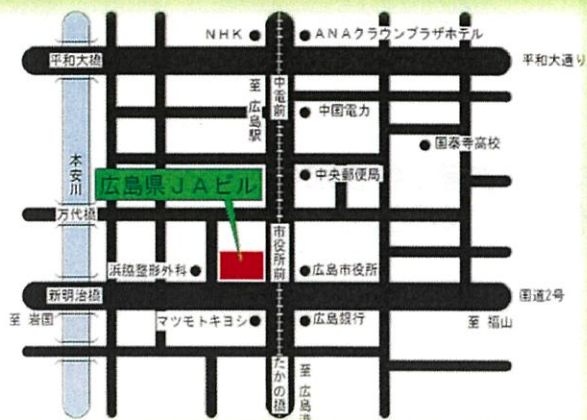 NHK
ANAクラウンプラザホテル
平和大橋
平和大通り
至 広島駅
中電前
中国電力
国泰寺高校
本安川
中央郵便局
広島県JAビル
万代橋
市役所前
浜脇整形外科
広島市役所
新明治橋
国道2号
至 岩国
マツモトキヨシ
広島銀行
至 福山
たかの橋
至 広島港